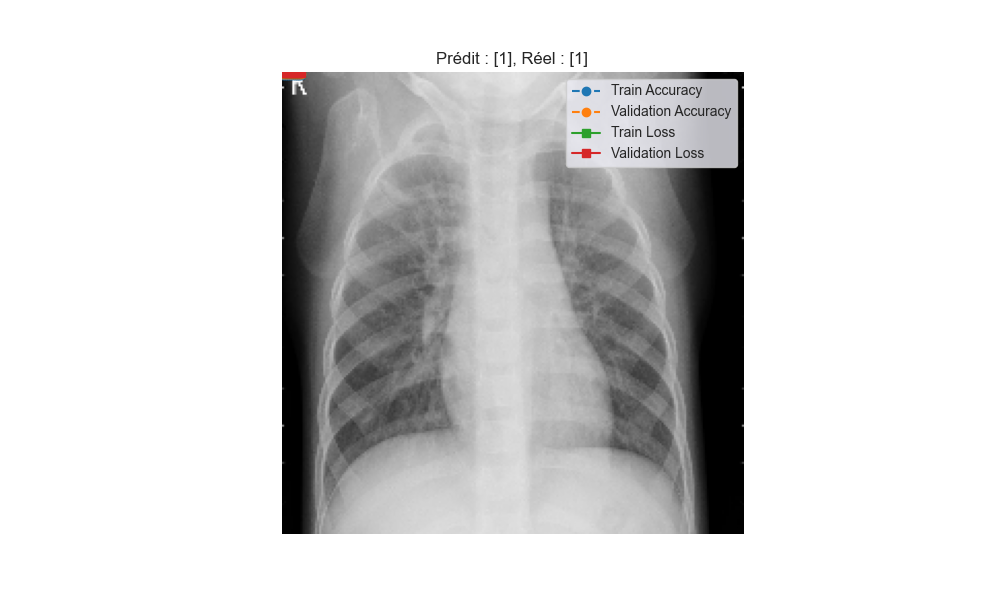 Prédit : [1], Réel : [1]
R
Train Accuracy
Validation Accuracy
Train Loss
Validation Loss